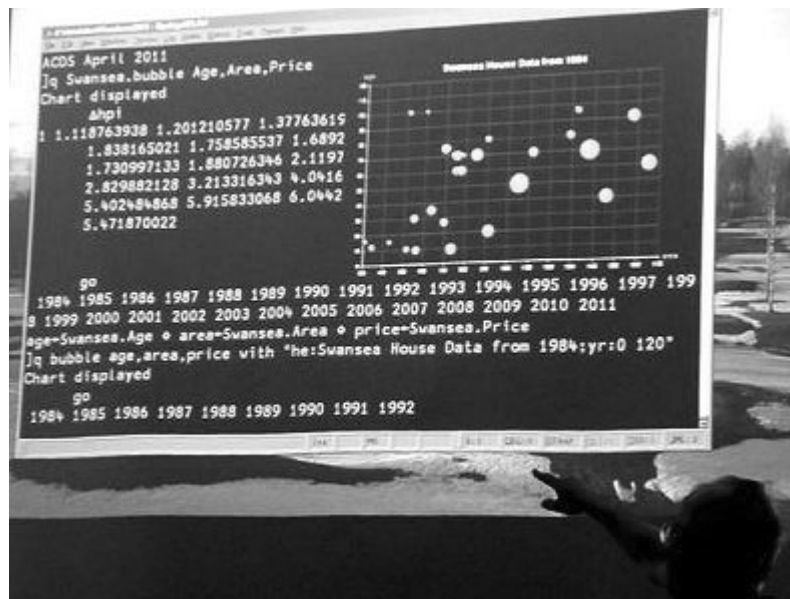 ACDS April 2011
]q Swansea.bubble Age,Area,Price
Chart displayed
∆hpi
1 1.118763938 1.201210577 1.37763619
1.838165021 1.758585537 1.6892
1.730997133 1.880726346 2.1197
2.829882128 3.213316343 4.0416
5.402484868 5.915833068 6.0442
5.471870022
Swansea House Data from 1984
go
1984 1985 1986 1987 1988 1989 1990 1991 1992 1993 1994 1995 1996 1997 199
8 1999 2000 2001 2002 2003 2004 2005 2006 2007 2008 2009 2010 2011
age←Swansea.Age ⋄ area←Swansea.Area ⋄ price←Swansea.Price
]q bubble age,area,price with "he:Swansea House Data from 1984;yr:0 120"
Chart displayed
go
1984 1985 1986 1987 1988 1989 1990 1991 1992